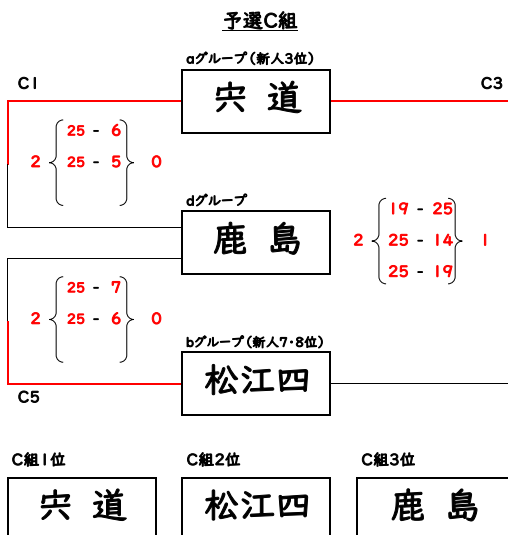 予選C組
aグループ(新人3位)
C1
C3
宍道
25 - 6
2 25 - 5 0
dグループ
鹿島
19 - 25
2 25 - 14 1
25 - 19
25 - 7
2 25 - 6 0
bグループ(新人7・8位)
松江四
C5
C組1位 C組2位 C組3位
宍道 松江四 鹿島